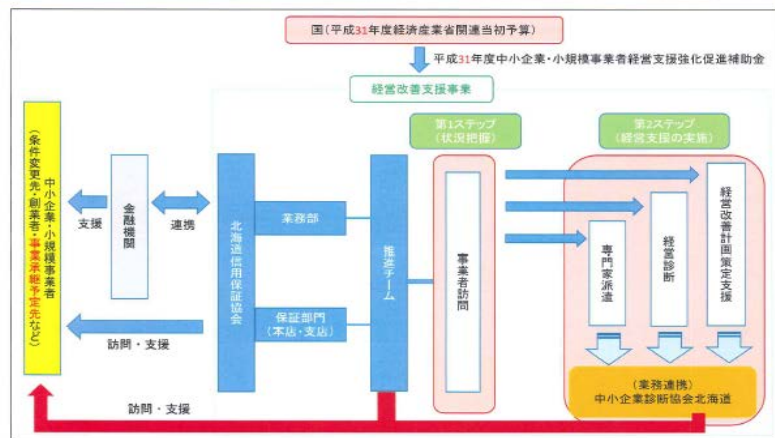 国(平成31年度経済産業省関連当初予算)
平成31年度中小企業・小規模事業者経営支援強化促進補助金
経営改善支援事業
第1ステップ
(状況把握)
第2ステップ
(経営支援の実施)
中小企業・小規模事業者
(条件変更先・創業者・事業承継予定先など)
支援
金融機関
連携
訪問・支援
北海道信用保証協会
業務部
保証部門
(本店・支店)
推進チーム
事業者訪問
専門家派遣
経営診断
経営改善計画策定支援
(業務連携)
中小企業診断協会北海道
訪問・支援